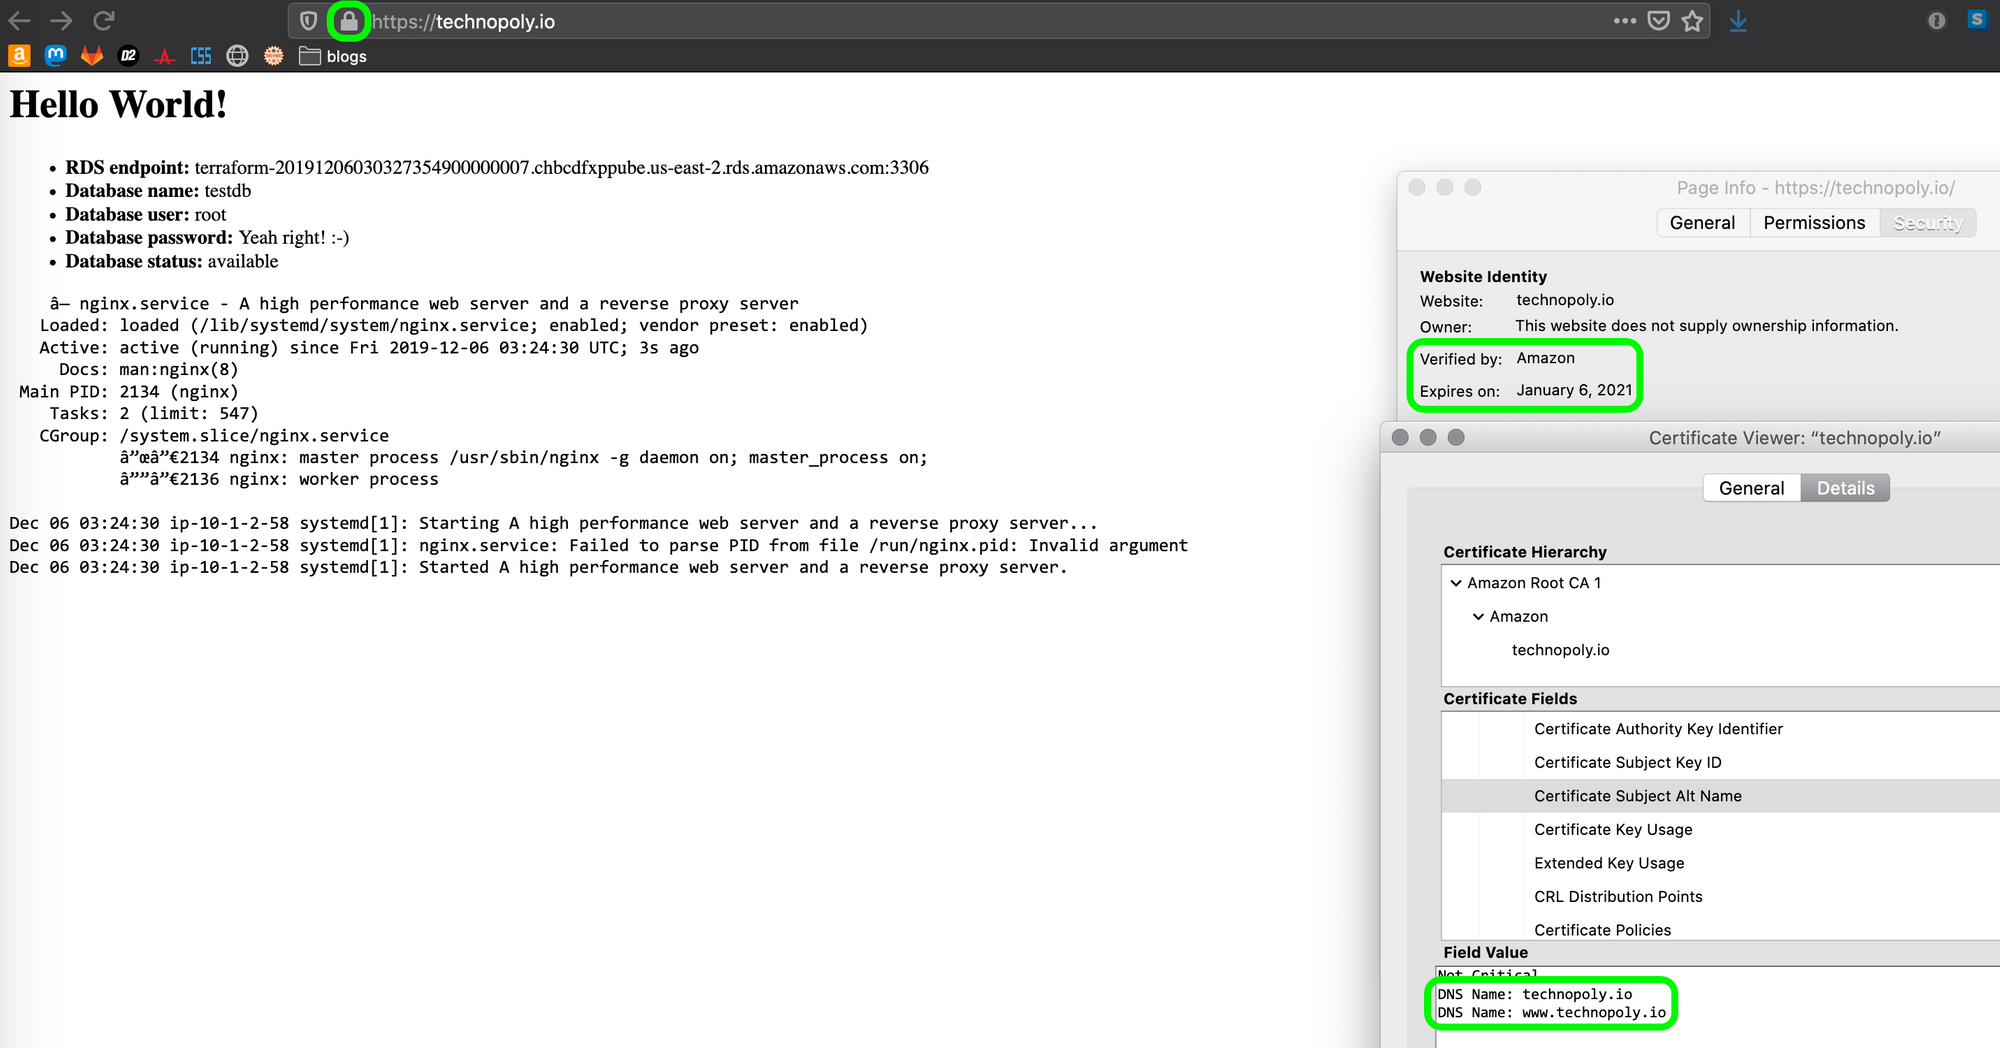 https://technopoly.io
blogs
Hello World!
• RDS endpoint: terraform-20191206030327354900000007.chbcdfxppube.us-east-2.rds.amazonaws.com:3306
• Database name: testdb
• Database user: root
• Database password: Yeah right! :-)
• Database status: available
â— nginx.service - A high performance web server and a reverse proxy server
Loaded: loaded (/lib/systemd/system/nginx.service; enabled; vendor preset: enabled)
Active: active (running) since Fri 2019-12-06 03:24:30 UTC; 3s ago
Docs: man:nginx(8)
Main PID: 2134 (nginx)
Tasks: 2 (limit: 547)
CGroup: /system.slice/nginx.service
â”œâ”€2134 nginx: master process /usr/sbin/nginx -g daemon on; master_process on;
â””â”€2136 nginx: worker process
Dec 06 03:24:30 ip-10-1-2-58 systemd[1]: Starting A high performance web server and a reverse proxy server...
Dec 06 03:24:30 ip-10-1-2-58 systemd[1]: nginx.service: Failed to parse PID from file /run/nginx.pid: Invalid argument
Dec 06 03:24:30 ip-10-1-2-58 systemd[1]: Started A high performance web server and a reverse proxy server.
Page Info - https://technopoly.io/
General Permissions Security
Website Identity
Website: technopoly.io
Owner: This website does not supply ownership information.
Verified by: Amazon
Expires on: January 6, 2021
Certificate Viewer: “technopoly.io”
General Details
Certificate Hierarchy
Amazon Root CA 1
Amazon
technopoly.io
Certificate Fields
Certificate Authority Key Identifier
Certificate Subject Key ID
Certificate Subject Alt Name
Certificate Key Usage
Extended Key Usage
CRL Distribution Points
Certificate Policies
Field Value
Not Critical
DNS Name: technopoly.io
DNS Name: www.technopoly.io